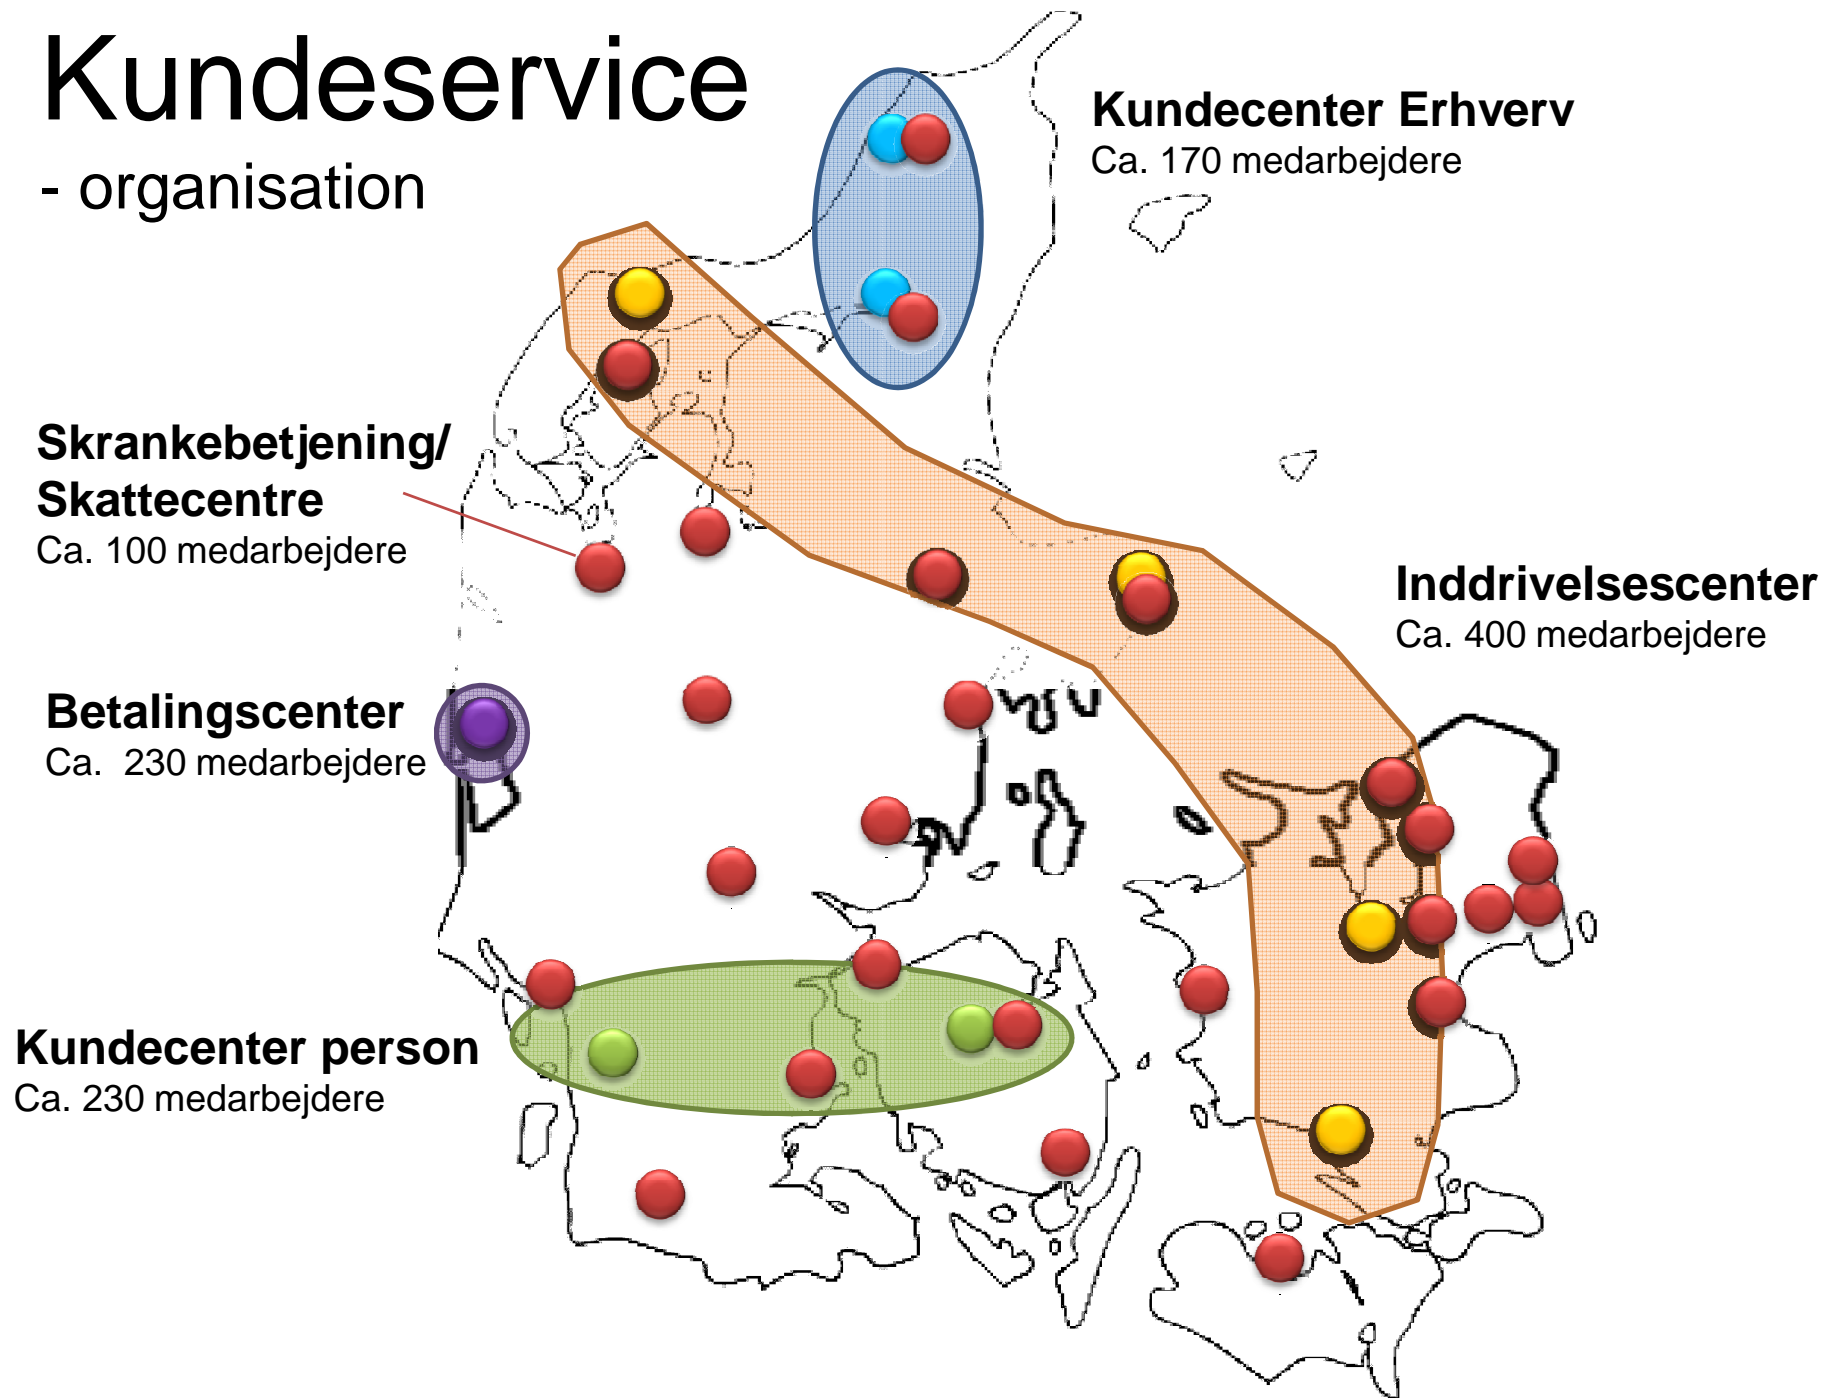 Kundeservice
- organisation
Kundecenter Erhverv
Ca. 170 medarbejdere
Skrankebetjening/
Skattecentre
Ca. 100 medarbejdere
Inddrivelsescenter
Ca. 400 medarbejdere
Betalingscenter
Ca.  230 medarbejdere
Kundecenter person
Ca. 230 medarbejdere